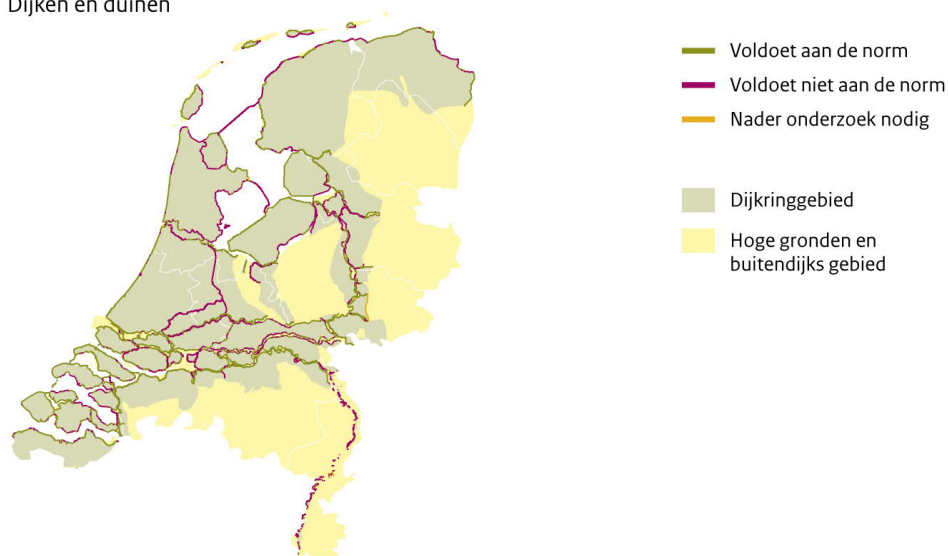 Dijken en duinen
Voldoet aan de norm
Voldoet niet aan de norm
Nader onderzoek nodig
Dijkringgebied
Hoge gronden en
buitendijks gebied